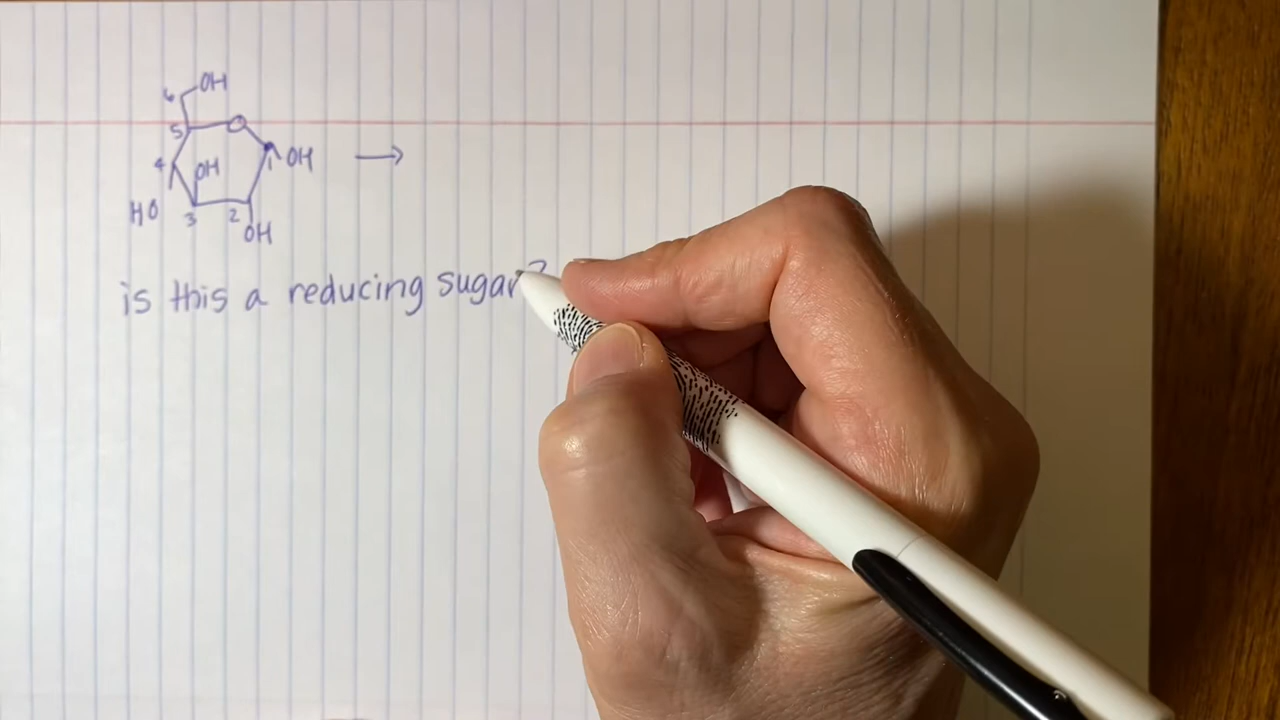 6 OH
5 O
4 OH 1 OH
HO 3 2
OH
is this a reducing sugar?